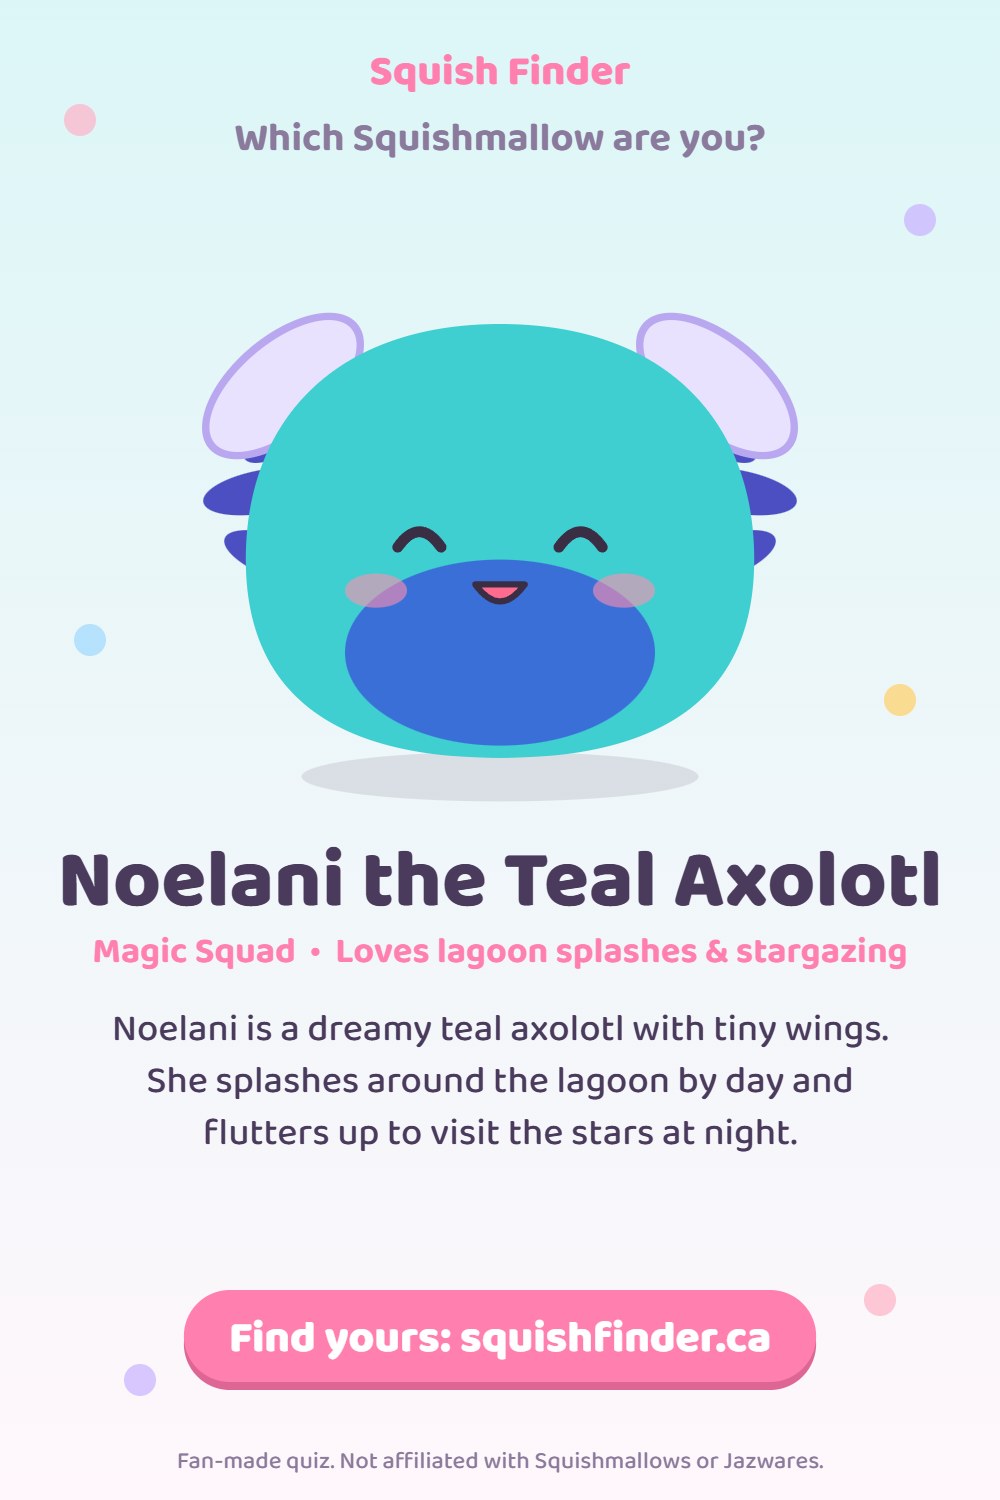 Squish Finder
Which Squishmallow are you?
Noelani the Teal Axolotl
Magic Squad • Loves lagoon splashes & stargazing
Noelani is a dreamy teal axolotl with tiny wings.
She splashes around the lagoon by day and
flutters up to visit the stars at night.
Find yours: squishfinder.ca
Fan-made quiz. Not affiliated with Squishmallows or Jazwares.